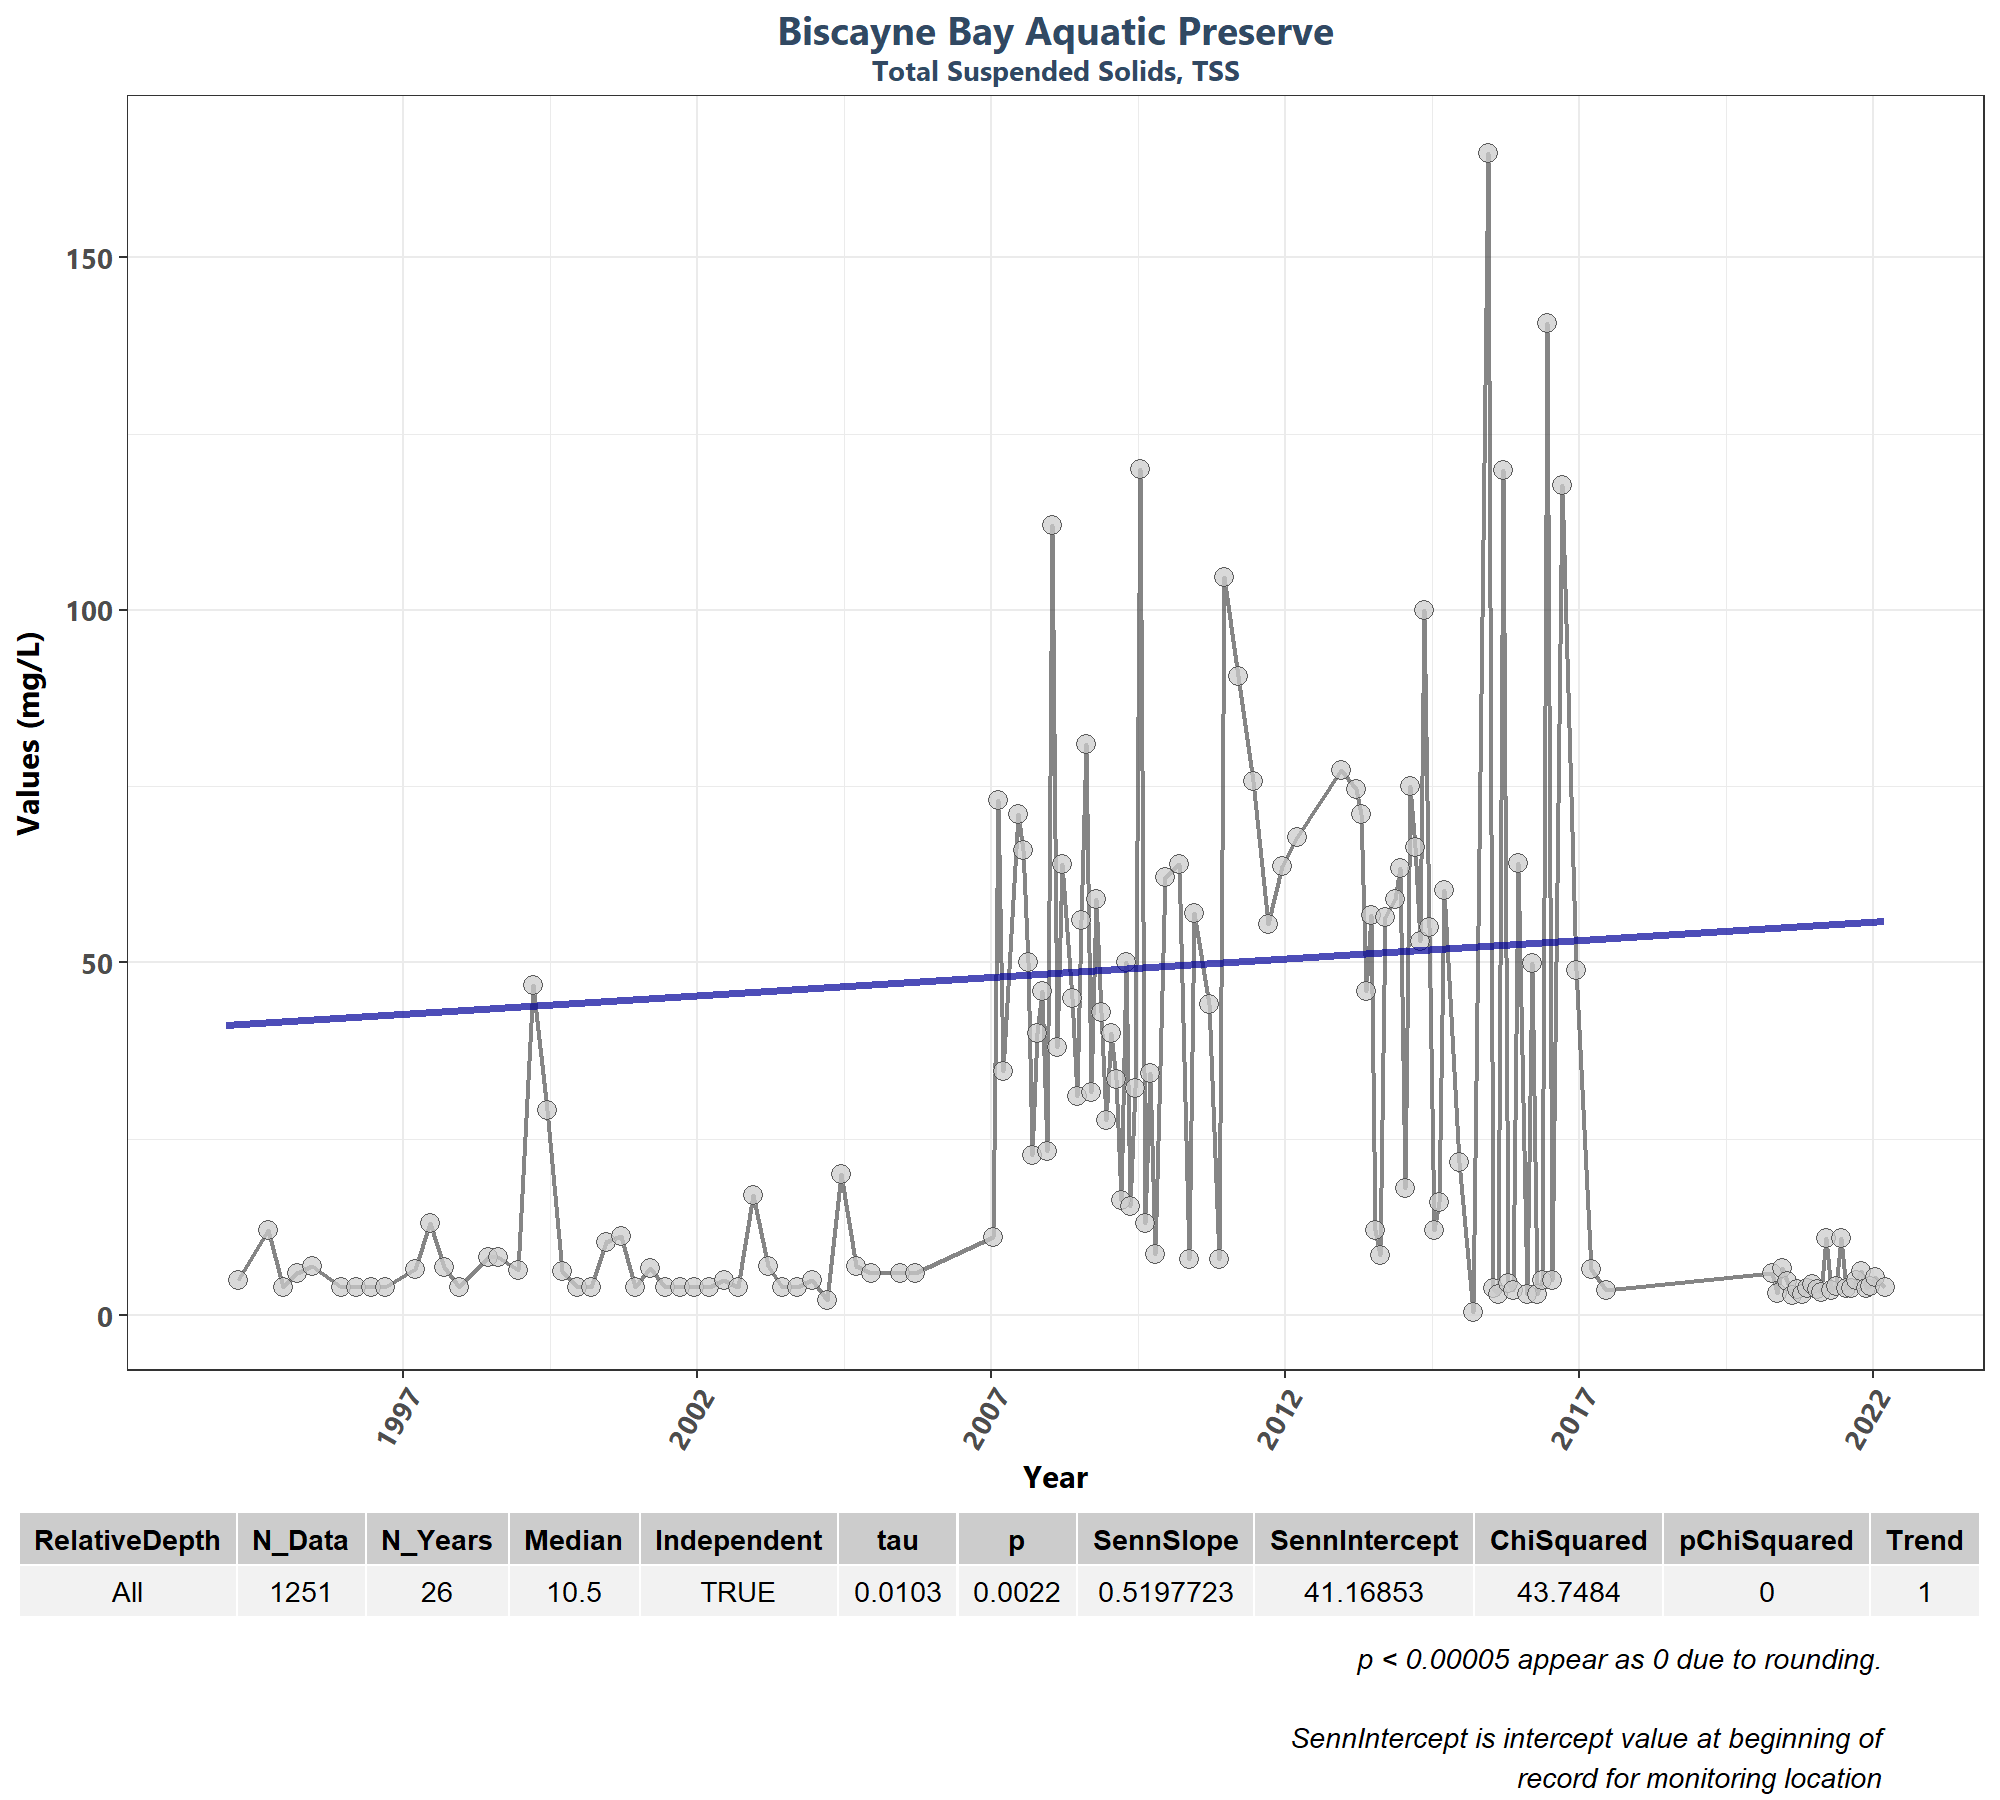 Biscayne Bay Aquatic Preserve
Total Suspended Solids, TSS
Values (mg/L)
150
100
50
0
1997
2002
2007
2012
2017
2022
Year
RelativeDepth N_Data N_Years Median Independent tau p SennSlope SennIntercept ChiSquared pChiSquared Trend
All 1251 26 10.5 TRUE 0.0103 0.0022 0.5197723 41.16853 43.7484 0 1
p < 0.00005 appear as 0 due to rounding.
SennIntercept is intercept value at beginning of
record for monitoring location